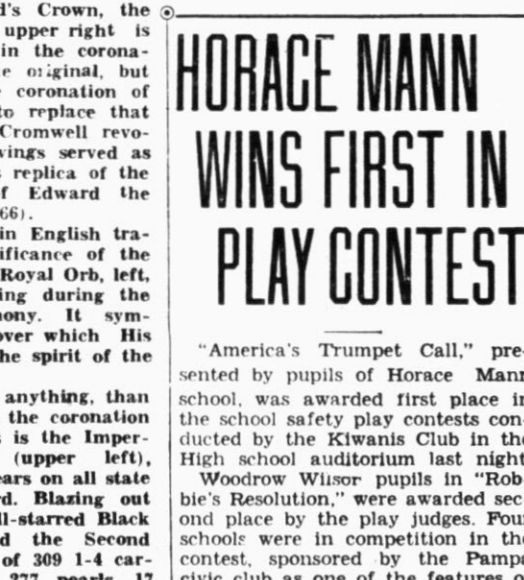 d's Crown, the
upper right is
in the corona-
e original, but
coronation of
to replace that
Cromwell revo-
vings served as
replica of the
f Edward the
66).
in English tra-
ificance of the
Royal Orb, left,
ing during the
mony. It sym-
over which His
he spirit of the
anything, than
the coronation
is the Imper-
(upper left),
ears on all state
rd. Blazing out
ll-starred Black
d the Second
of 309 1-4 car-
277 pearls, 17
HORACE MANN
WINS FIRST IN
PLAY CONTEST
"America's Trumpet Call," pre-
sented by pupils of Horace Mann
school, was awarded first place in
the school safety play contests con-
ducted by the Kiwanis Club in the
High school auditorium last night
Woodrow Wilsor pupils in "Rob-
bie's Resolution," were awarded sec-
ond place by the play judges. Four
schools were in competition in the
contest, sponsored by the Pampa
civic club as one of the features of